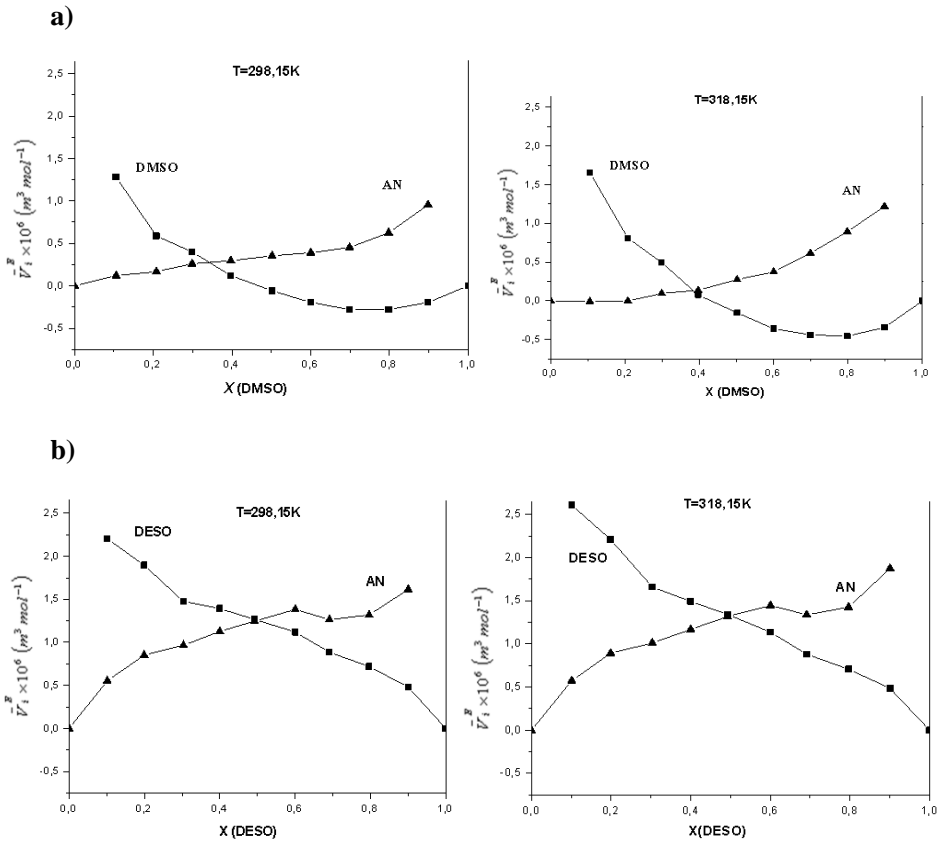 a)
T=298,15K
2,5
2,0
1,5
1,0
0,5
0,0
-0,5
DMSO
AN
V̄ᵢᴱ ×10⁶ (m³ mol⁻¹)
0,0 0,2 0,4 0,6 0,8 1,0
X (DMSO)
T=318,15K
2,5
2,0
1,5
1,0
0,5
0,0
-0,5
DMSO
AN
V̄ᵢᴱ ×10⁶ (m³ mol⁻¹)
0,0 0,2 0,4 0,6 0,8 1,0
X (DMSO)
b)
T=298,15K
2,5
2,0
1,5
1,0
0,5
0,0
-0,5
DESO
AN
V̄ᵢᴱ ×10⁶ (m³ mol⁻¹)
0,0 0,2 0,4 0,6 0,8 1,0
X (DESO)
T=318,15K
2,5
2,0
1,5
1,0
0,5
0,0
-0,5
DESO
AN
V̄ᵢᴱ ×10⁶ (m³ mol⁻¹)
0,0 0,2 0,4 0,6 0,8 1,0
X(DESO)